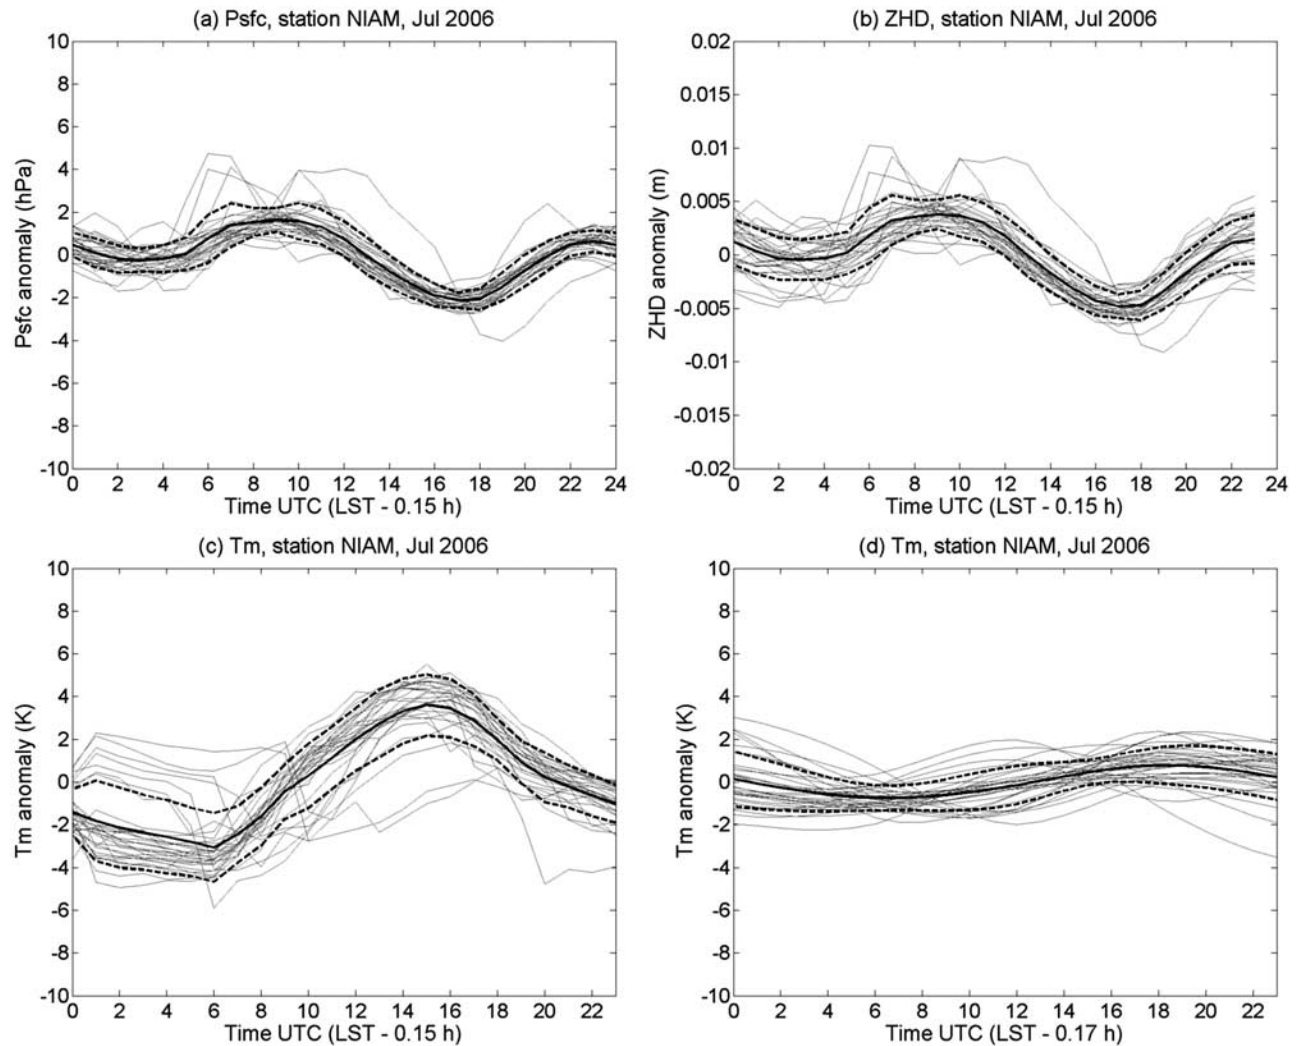 (a) Psfc, station NIAM, Jul 2006
10
8
6
4
2
0
-2
-4
-6
-8
-10
Psfc anomaly (hPa)
0 2 4 6 8 10 12 14 16 18 20 22 24
Time UTC (LST - 0.15 h)
(b) ZHD, station NIAM, Jul 2006
0.02
0.015
0.01
0.005
0
-0.005
-0.01
-0.015
-0.02
ZHD anomaly (m)
0 2 4 6 8 10 12 14 16 18 20 22 24
Time UTC (LST - 0.15 h)
(c) Tm, station NIAM, Jul 2006
10
8
6
4
2
0
-2
-4
-6
-8
-10
Tm anomaly (K)
0 2 4 6 8 10 12 14 16 18 20 22
Time UTC (LST - 0.15 h)
(d) Tm, station NIAM, Jul 2006
10
8
6
4
2
0
-2
-4
-6
-8
-10
Tm anomaly (K)
0 2 4 6 8 10 12 14 16 18 20 22
Time UTC (LST - 0.17 h)